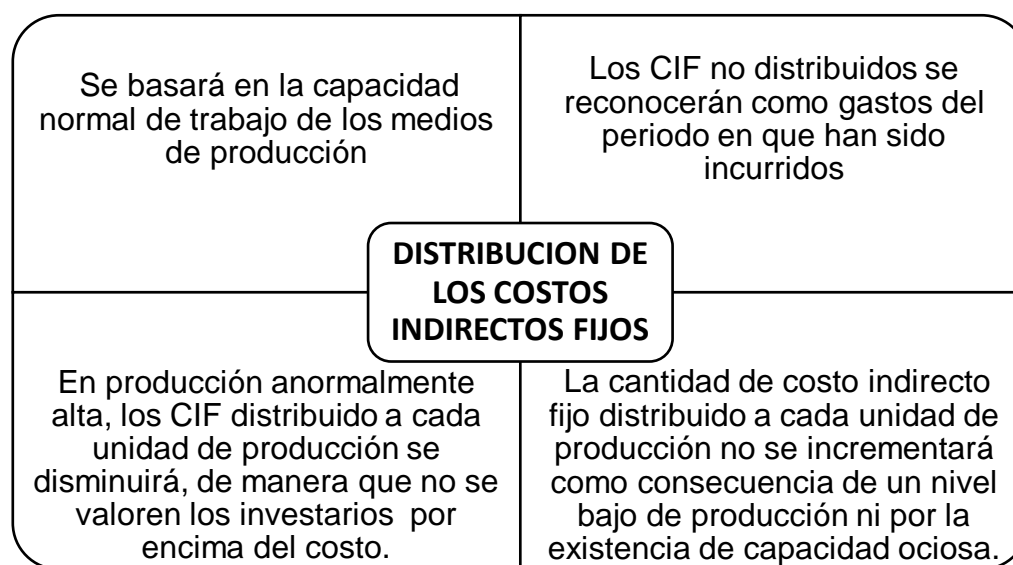 Se basará en la capacidad
normal de trabajo de los medios
de producción
Los CIF no distribuidos se
reconocerán como gastos del
periodo en que han sido
incurridos
DISTRIBUCION DE
LOS COSTOS
INDIRECTOS FIJOS
En producción anormalmente
alta, los CIF distribuido a cada
unidad de producción se
disminuirá, de manera que no se
valoren los investarios por
encima del costo.
La cantidad de costo indirecto
fijo distribuido a cada unidad de
producción no se incrementará
como consecuencia de un nivel
bajo de producción ni por la
existencia de capacidad ociosa.